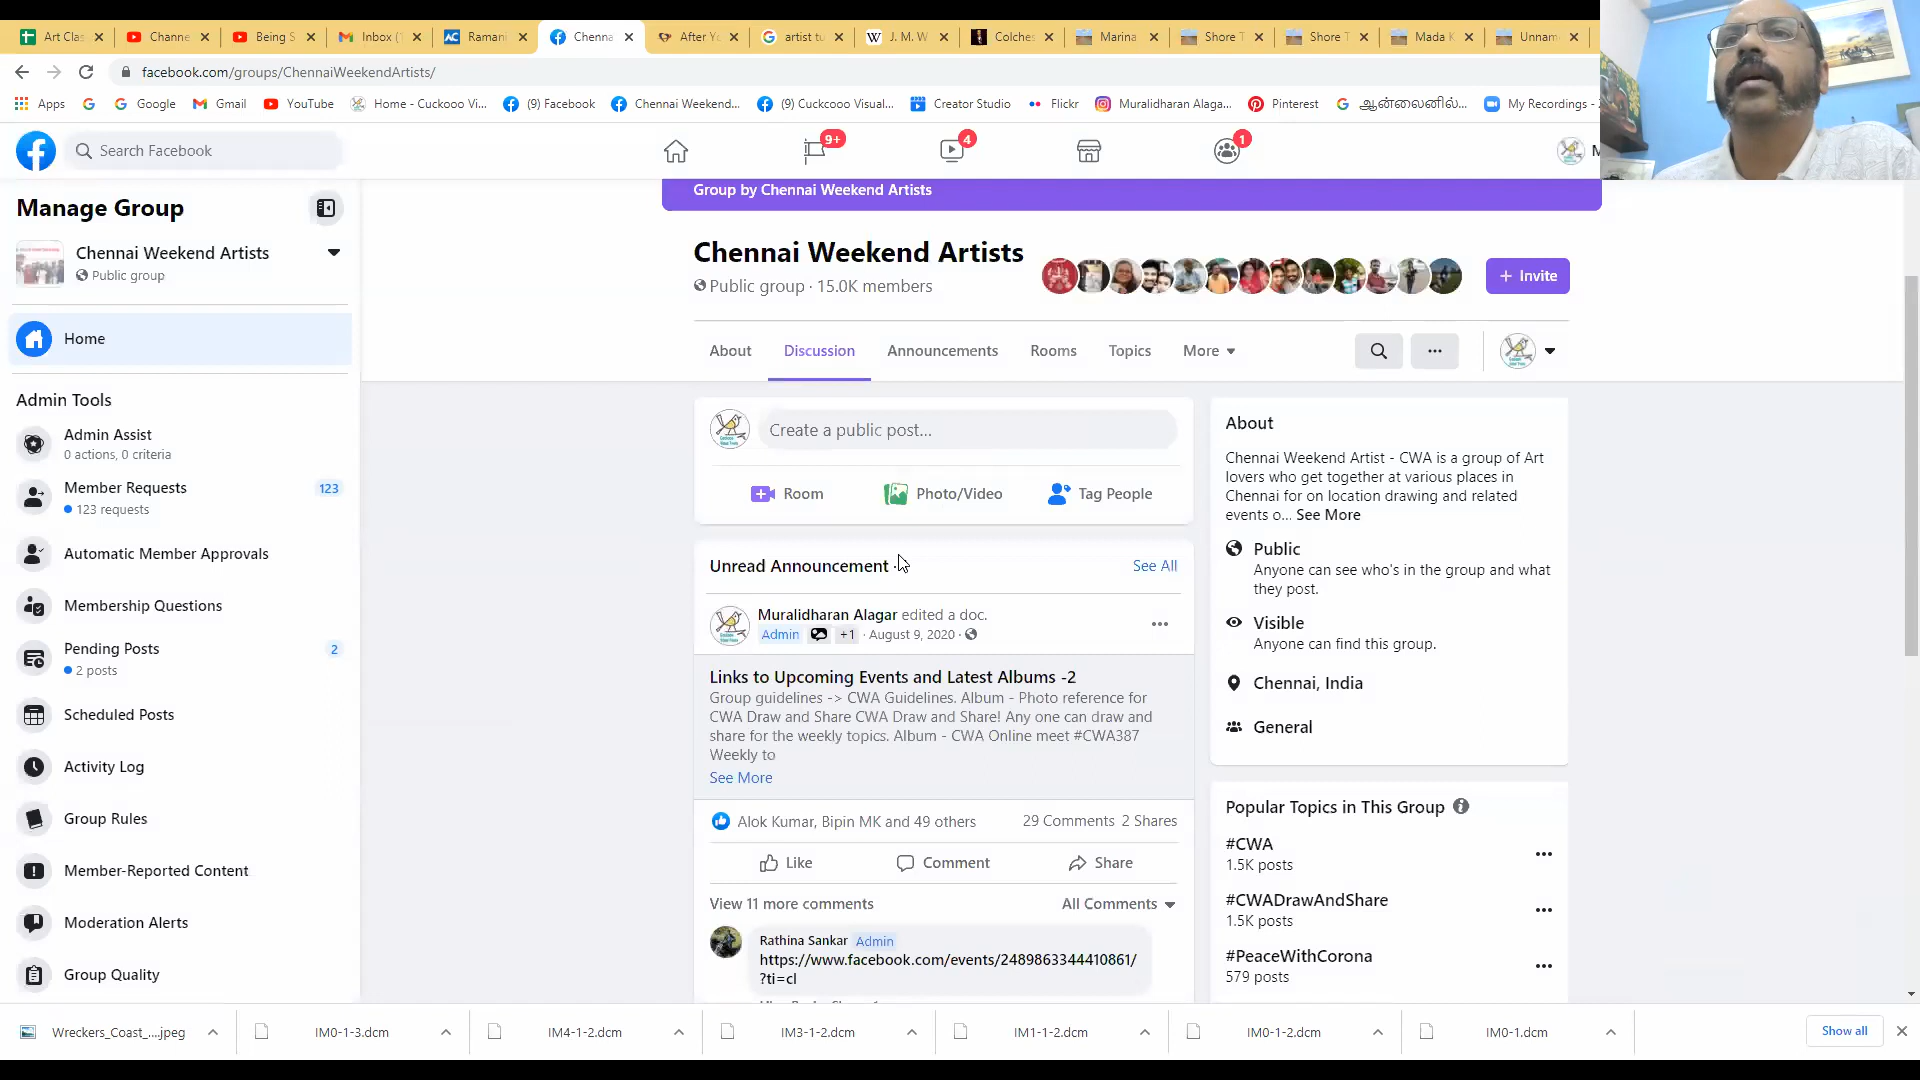 Art Clas
Channe
Being S
Inbox (1
Ramani
Chenna
After Yo
artist tu
J. M. W
Colches
Marina
Shore T
Shore T
Mada K
Unnam
facebook.com/groups/ChennaiWeekendArtists/
Apps
Google
Gmail
YouTube
Home - Cuckooo Vi...
(9) Facebook
Chennai Weekend...
(9) Cuckcooo Visual...
Creator Studio
Flickr
Muralidharan Alaga...
Pinterest
ஆன்லைனில்...
My Recordings - Z
Search Facebook
9+
4
1
M
Manage Group
Chennai Weekend Artists
Public group
Home
Admin Tools
Admin Assist
0 actions, 0 criteria
Member Requests
123
123 requests
Automatic Member Approvals
Membership Questions
Pending Posts
2
2 posts
Scheduled Posts
Activity Log
Group Rules
Member-Reported Content
Moderation Alerts
Group Quality
Group by Chennai Weekend Artists
Chennai Weekend Artists
Public group · 15.0K members
+ Invite
About
Discussion
Announcements
Rooms
Topics
More
Create a public post...
Room
Photo/Video
Tag People
Unread Announcement ·
See All
Muralidharan Alagar edited a doc.
Admin +1 · August 9, 2020 ·
Links to Upcoming Events and Latest Albums -2
Group guidelines -> CWA Guidelines. Album - Photo reference for
CWA Draw and Share CWA Draw and Share! Any one can draw and
share for the weekly topics. Album - CWA Online meet #CWA387
Weekly to
See More
Alok Kumar, Bipin MK and 49 others
29 Comments 2 Shares
Like
Comment
Share
View 11 more comments
All Comments
Rathina Sankar Admin
https://www.facebook.com/events/2489863344410861/
?ti=cl
About
Chennai Weekend Artist - CWA is a group of Art
lovers who get together at various places in
Chennai for on location drawing and related
events o... See More
Public
Anyone can see who's in the group and what
they post.
Visible
Anyone can find this group.
Chennai, India
General
Popular Topics in This Group
#CWA
1.5K posts
#CWADrawAndShare
1.5K posts
#PeaceWithCorona
579 posts
Wreckers_Coast_....jpeg
IM0-1-3.dcm
IM4-1-2.dcm
IM3-1-2.dcm
IM1-1-2.dcm
IM0-1-2.dcm
IM0-1.dcm
Show all